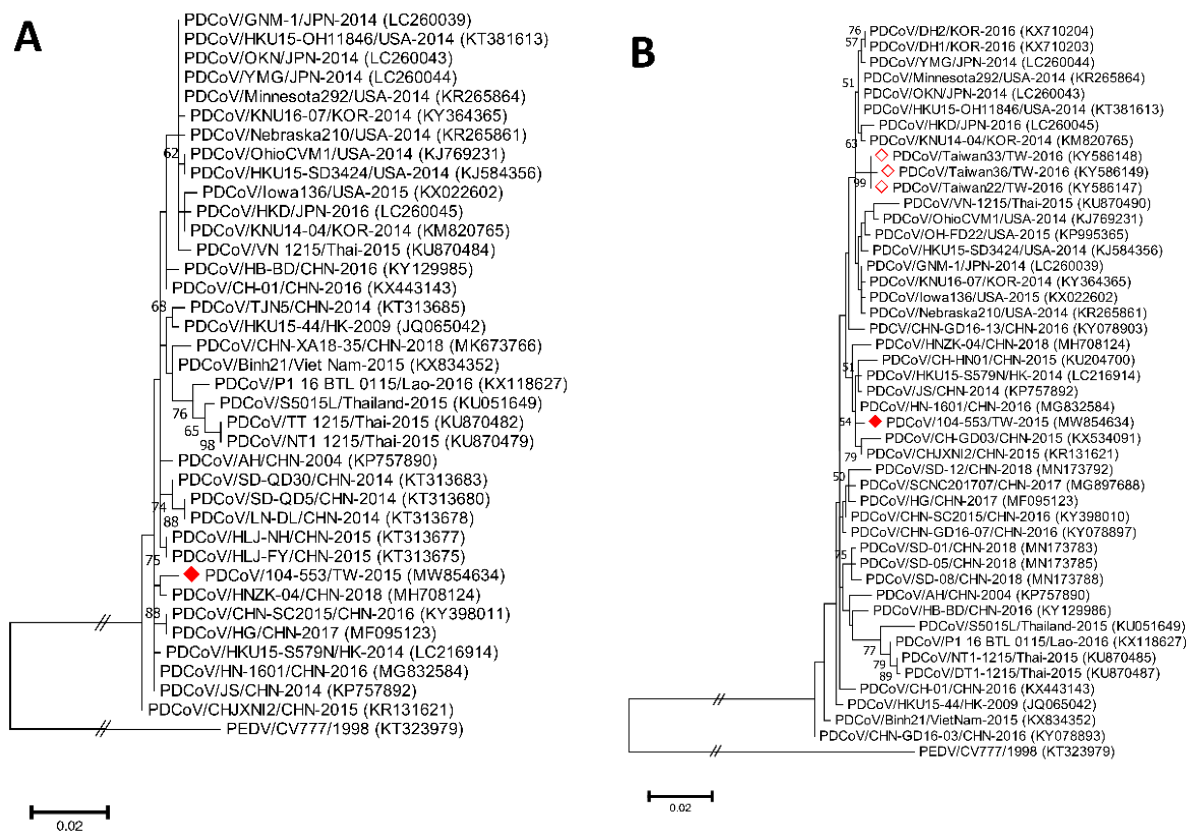 A
PDCoV/GNM-1/JPN-2014 (LC260039)
PDCoV/HKU15-OH11846/USA-2014 (KT381613)
PDCoV/OKN/JPN-2014 (LC260043)
PDCoV/YMG/JPN-2014 (LC260044)
PDCoV/Minnesota292/USA-2014 (KR265864)
PDCoV/KNU16-07/KOR-2014 (KY364365)
PDCoV/Nebraska210/USA-2014 (KR265861)
62
PDCoV/OhioCVM1/USA-2014 (KJ769231)
PDCoV/HKU15-SD3424/USA-2014 (KJ584356)
PDCoV/Iowa136/USA-2015 (KX022602)
PDCoV/HKD/JPN-2016 (LC260045)
PDCoV/KNU14-04/KOR-2014 (KM820765)
PDCoV/VN 1215/Thai-2015 (KU870484)
PDCoV/HB-BD/CHN-2016 (KY129985)
PDCoV/CH-01/CHN-2016 (KX443143)
68
PDCoV/TJN5/CHN-2014 (KT313685)
PDCoV/HKU15-44/HK-2009 (JQ065042)
PDCoV/CHN-XA18-35/CHN-2018 (MK673766)
PDCoV/Binh21/Viet Nam-2015 (KX834352)
PDCoV/P1 16 BTL 0115/Lao-2016 (KX118627)
76
PDCoV/S5015L/Thailand-2015 (KU051649)
65
PDCoV/TT 1215/Thai-2015 (KU870482)
98
PDCoV/NT1 1215/Thai-2015 (KU870479)
PDCoV/AH/CHN-2004 (KP757890)
PDCoV/SD-QD30/CHN-2014 (KT313683)
74
PDCoV/SD-QD5/CHN-2014 (KT313680)
88
PDCoV/LN-DL/CHN-2014 (KT313678)
PDCoV/HLJ-NH/CHN-2015 (KT313677)
75
PDCoV/HLJ-FY/CHN-2015 (KT313675)
PDCoV/104-553/TW-2015 (MW854634)
PDCoV/HNZK-04/CHN-2018 (MH708124)
88
PDCoV/CHN-SC2015/CHN-2016 (KY398011)
PDCoV/HG/CHN-2017 (MF095123)
PDCoV/HKU15-S579N/HK-2014 (LC216914)
PDCoV/HN-1601/CHN-2016 (MG832584)
PDCoV/JS/CHN-2014 (KP757892)
PDCoV/CHJXNI2/CHN-2015 (KR131621)
PEDV/CV777/1998 (KT323979)
0.02
B
76
PDCoV/DH2/KOR-2016 (KX710204)
57
PDCoV/DH1/KOR-2016 (KX710203)
PDCoV/YMG/JPN-2014 (LC260044)
51
PDCoV/Minnesota292/USA-2014 (KR265864)
PDCoV/OKN/JPN-2014 (LC260043)
PDCoV/HKU15-OH11846/USA-2014 (KT381613)
PDCoV/HKD/JPN-2016 (LC260045)
63
PDCoV/KNU14-04/KOR-2014 (KM820765)
PDCoV/Taiwan33/TW-2016 (KY586148)
PDCoV/Taiwan36/TW-2016 (KY586149)
99
PDCoV/Taiwan22/TW-2016 (KY586147)
PDCoV/VN-1215/Thai-2015 (KU870490)
PDCoV/OhioCVM1/USA-2014 (KJ769231)
PDCoV/OH-FD22/USA-2015 (KP995365)
PDCoV/HKU15-SD3424/USA-2014 (KJ584356)
PDCoV/GNM-1/JPN-2014 (LC260039)
PDCoV/KNU16-07/KOR-2014 (KY364365)
PDCoV/Iowa136/USA-2015 (KX022602)
PDCoV/Nebraska210/USA-2014 (KR265861)
PDCV/CHN-GD16-13/CHN-2016 (KY078903)
PDCoV/HNZK-04/CHN-2018 (MH708124)
51
PDCoV/CH-HN01/CHN-2015 (KU204700)
PDCoV/HKU15-S579N/HK-2014 (LC216914)
PDCoV/JS/CHN-2014 (KP757892)
PDCoV/HN-1601/CHN-2016 (MG832584)
54
PDCoV/104-553/TW-2015 (MW854634)
PDCoV/CH-GD03/CHN-2015 (KX534091)
79
PDCoV/CHJXNI2/CHN-2015 (KR131621)
50
PDCoV/SD-12/CHN-2018 (MN173792)
PDCoV/SCNC201707/CHN-2017 (MG897688)
PDCoV/HG/CHN-2017 (MF095123)
PDCoV/CHN-SC2015/CHN-2016 (KY398010)
PDCoV/CHN-GD16-07/CHN-2016 (KY078897)
75
PDCoV/SD-01/CHN-2018 (MN173783)
PDCoV/SD-05/CHN-2018 (MN173785)
PDCoV/SD-08/CHN-2018 (MN173788)
PDCoV/AH/CHN-2004 (KP757890)
PDCoV/HB-BD/CHN-2016 (KY129986)
PDCoV/S5015L/Thailand-2015 (KU051649)
77
PDCoV/P1 16 BTL 0115/Lao-2016 (KX118627)
79
PDCoV/NT1-1215/Thai-2015 (KU870485)
89
PDCoV/DT1-1215/Thai-2015 (KU870487)
PDCoV/CH-01/CHN-2016 (KX443143)
PDCoV/HKU15-44/HK-2009 (JQ065042)
PDCoV/Binh21/VietNam-2015 (KX834352)
PDCoV/CHN-GD16-03/CHN-2016 (KY078893)
PEDV/CV777/1998 (KT323979)
0.02